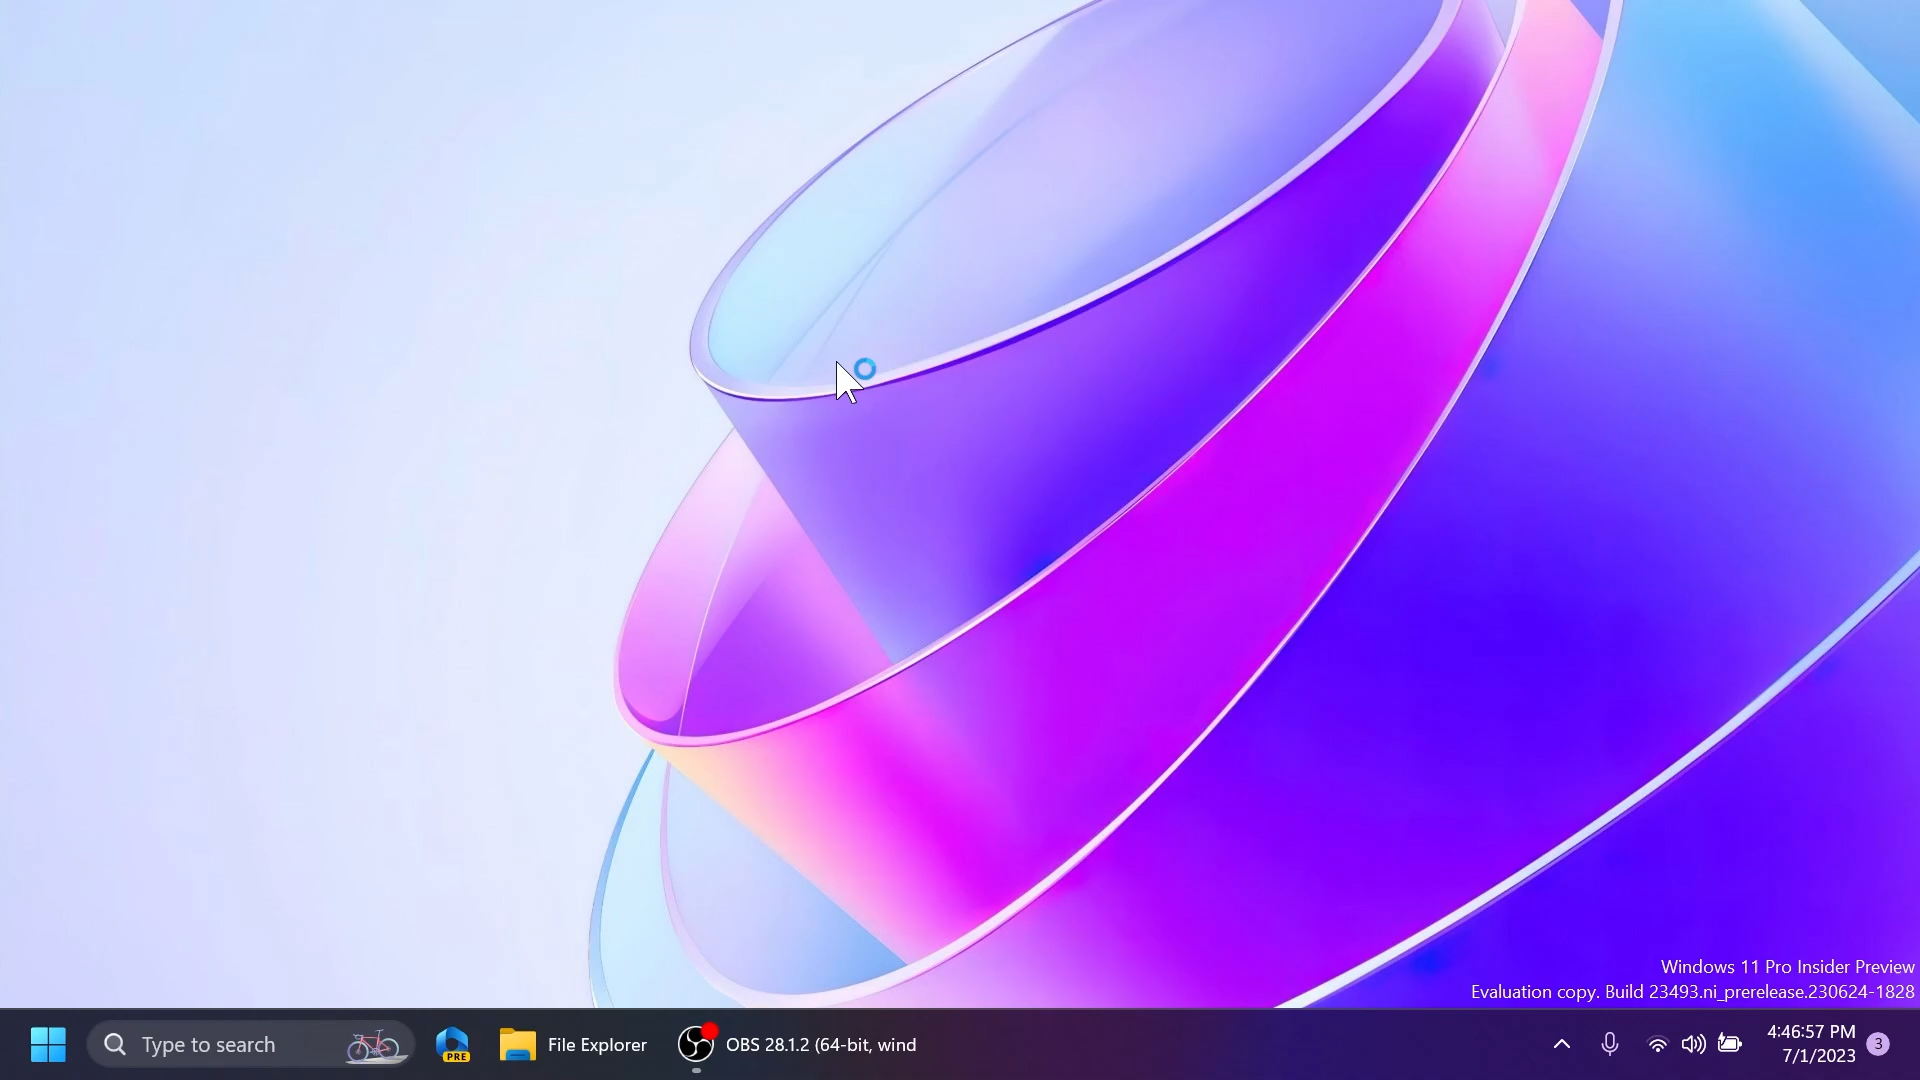 Windows 11 Pro Insider Preview
Evaluation copy. Build 23493.ni_prerelease.230624-1828
Type to search
PRE
File Explorer
OBS 28.1.2 (64-bit, wind
4:46:57 PM
7/1/2023
3